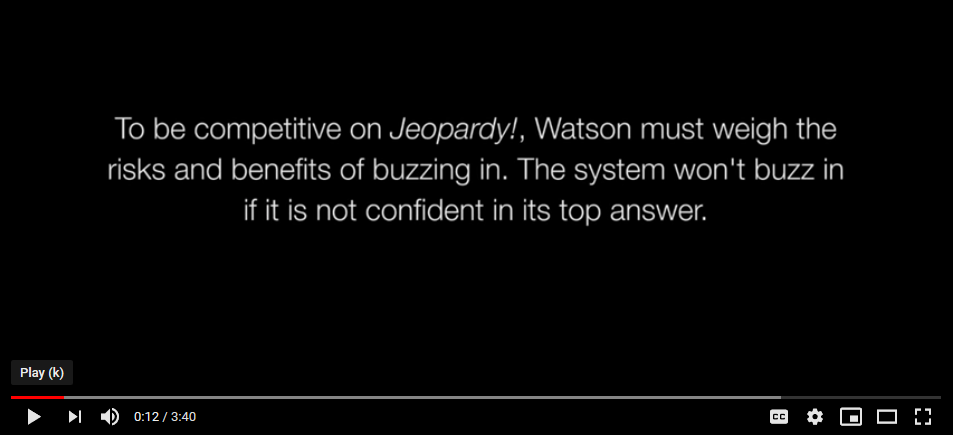 To be competitive on Jeopardy!, Watson must weigh the
risks and benefits of buzzing in. The system won't buzz in
if it is not confident in its top answer.
Play (k)
0:12 / 3:40
CC